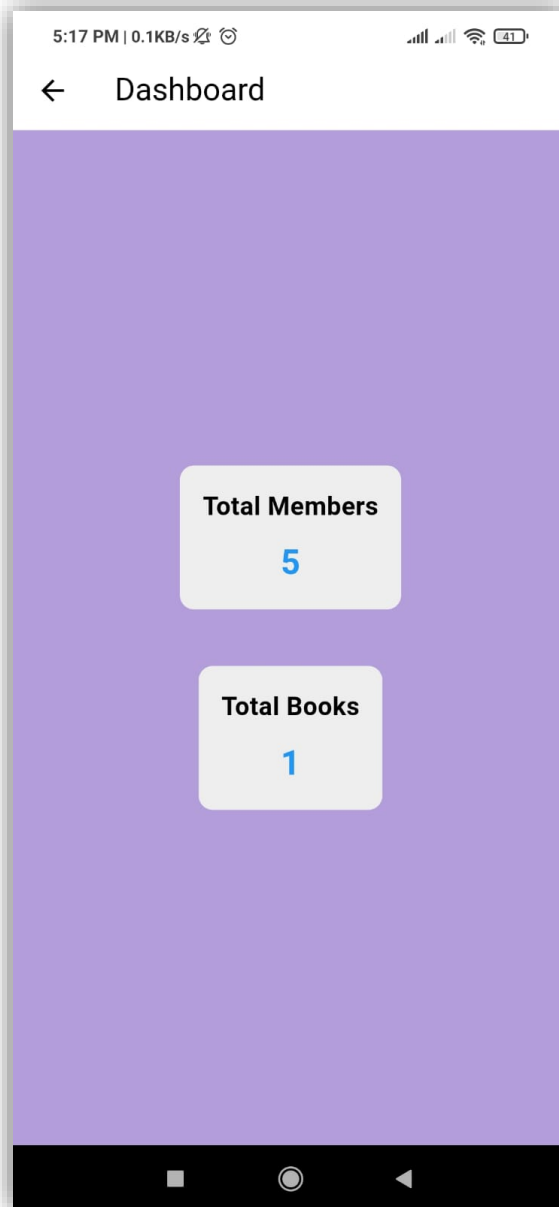 5:17 PM | 0.1KB/s 41
Dashboard
Total Members
5
Total Books
1